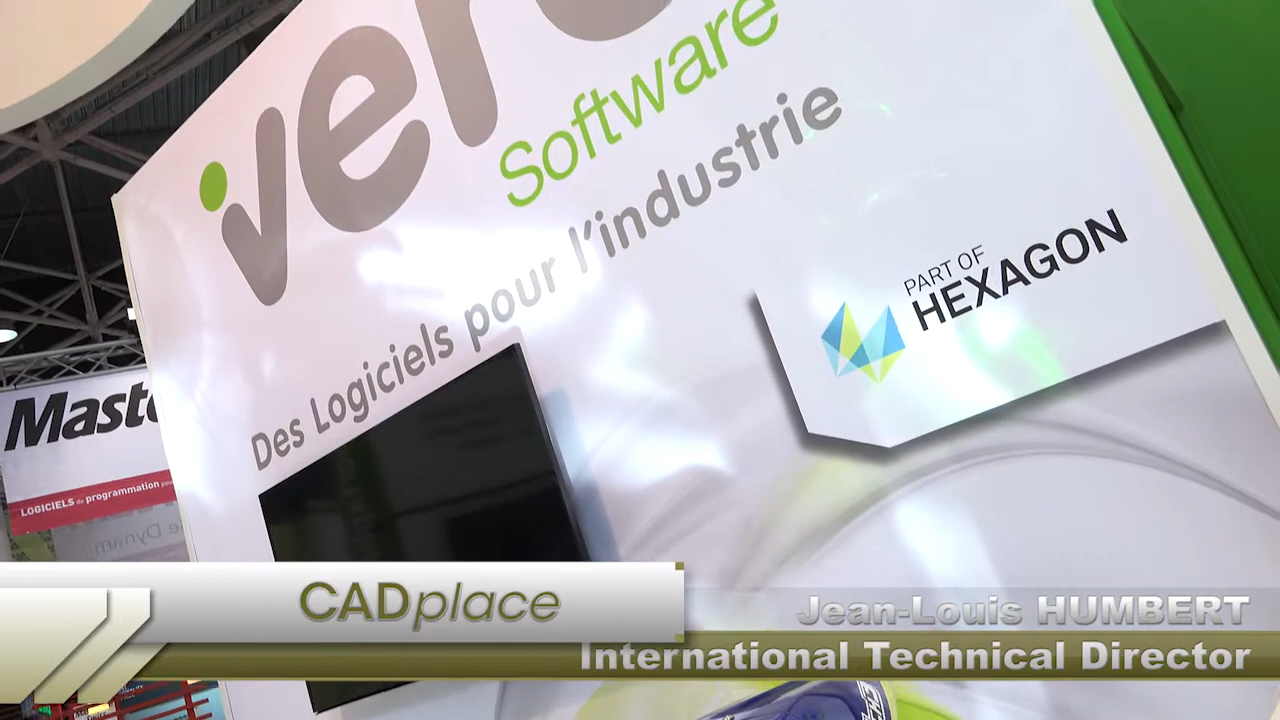 ver
Software
Des Logiciels pour l'industrie
PART OF
HEXAGON
Mast
LOGICIELS de programmation
CADplace
Jean-Louis HUMBERT
International Technical Director